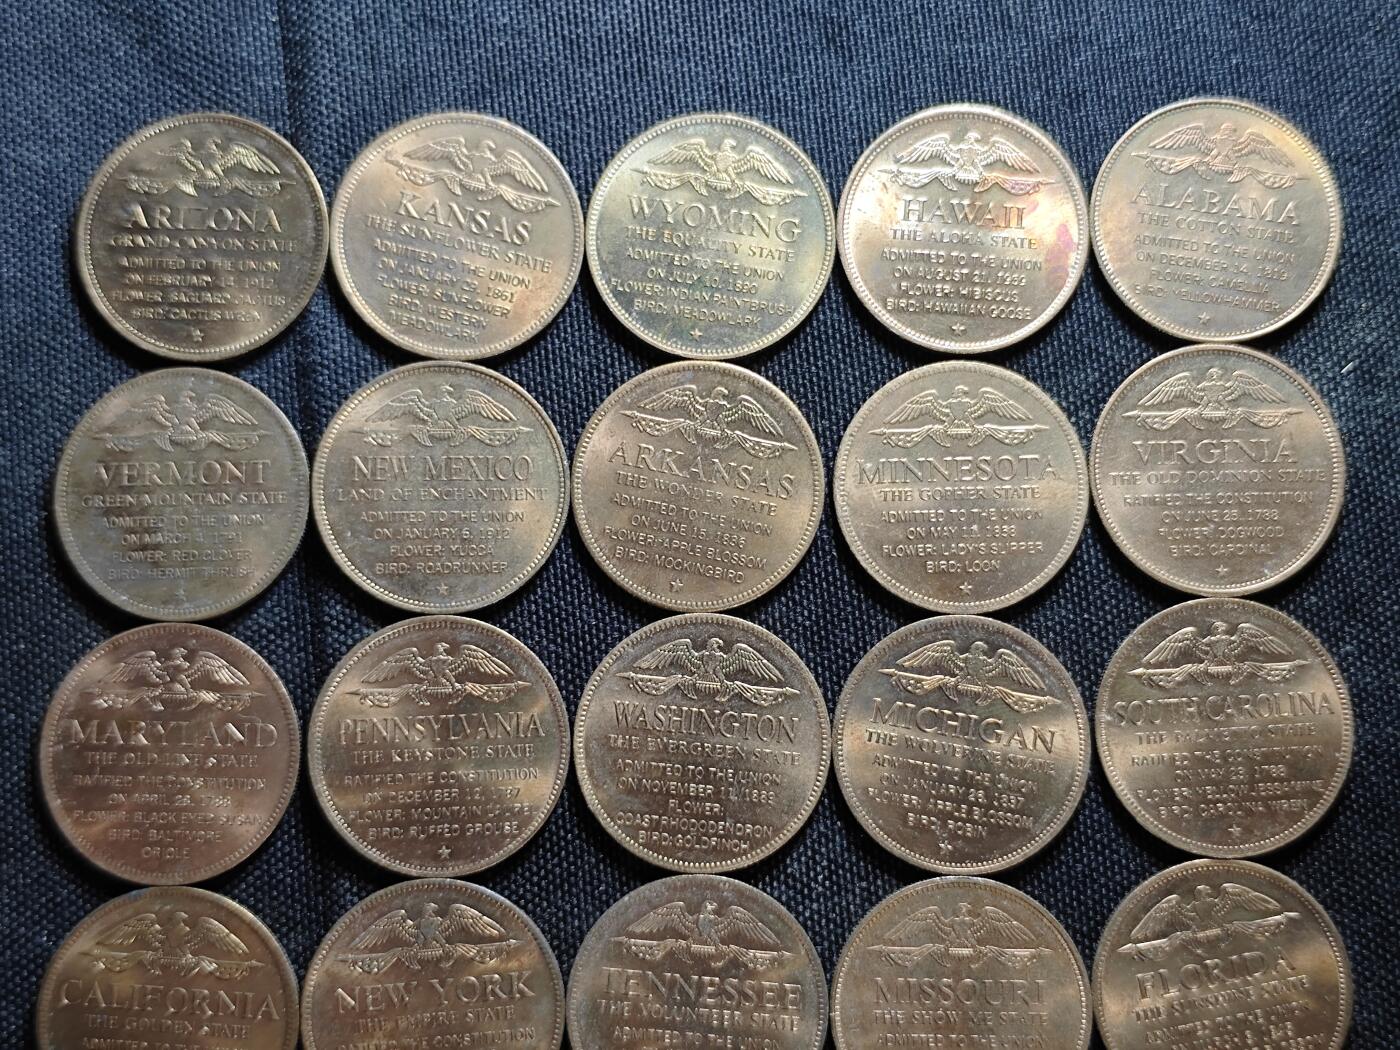 ARIZONA
GRAND CANYON STATE
ADMITTED TO THE UNION
ON FEBRUARY 14, 1912
FLOWER: SAGUARO CACTUS
BIRD: CACTUS WREN
KANSAS
THE SUNFLOWER STATE
ADMITTED TO THE UNION
ON JANUARY 29, 1861
FLOWER: SUNFLOWER
BIRD: WESTERN
MEADOWLARK
WYOMING
THE EQUALITY STATE
ADMITTED TO THE UNION
ON JULY 10, 1890
FLOWER: INDIAN PAINTBRUSH
BIRD: MEADOWLARK
HAWAII
THE ALOHA STATE
ADMITTED TO THE UNION
ON AUGUST 21, 1959
FLOWER: HIBISCUS
BIRD: HAWAIIAN GOOSE
ALABAMA
THE COTTON STATE
ADMITTED TO THE UNION
ON DECEMBER 14, 1819
FLOWER: CAMELLIA
BIRD: YELLOWHAMMER
VERMONT
GREEN MOUNTAIN STATE
ADMITTED TO THE UNION
ON MARCH 4, 1791
FLOWER: RED CLOVER
BIRD: HERMIT THRUSH
NEW MEXICO
LAND OF ENCHANTMENT
ADMITTED TO THE UNION
ON JANUARY 6, 1912
FLOWER: YUCCA
BIRD: ROADRUNNER
ARKANSAS
THE WONDER STATE
ADMITTED TO THE UNION
ON JUNE 15, 1836
FLOWER: APPLE BLOSSOM
BIRD: MOCKINGBIRD
MINNESOTA
THE GOPHER STATE
ADMITTED TO THE UNION
ON MAY 11, 1858
FLOWER: LADY'S SLIPPER
BIRD: LOON
VIRGINIA
THE OLD DOMINION STATE
RATIFIED THE CONSTITUTION
ON JUNE 25, 1788
FLOWER: DOGWOOD
BIRD: CARDINAL
MARYLAND
THE OLD LINE STATE
RATIFIED THE CONSTITUTION
ON APRIL 28, 1788
FLOWER: BLACK EYED SUSAN
BIRD: BALTIMORE
ORIOLE
PENNSYLVANIA
THE KEYSTONE STATE
RATIFIED THE CONSTITUTION
ON DECEMBER 12, 1787
FLOWER: MOUNTAIN LAUREL
BIRD: RUFFED GROUSE
WASHINGTON
THE EVERGREEN STATE
ADMITTED TO THE UNION
ON NOVEMBER 11, 1889
FLOWER:
COAST RHODODENDRON
BIRD: GOLDFINCH
MICHIGAN
THE WOLVERINE STATE
ADMITTED TO THE UNION
ON JANUARY 26, 1837
FLOWER: APPLE BLOSSOM
BIRD: ROBIN
SOUTH CAROLINA
THE PALMETTO STATE
RATIFIED THE CONSTITUTION
ON MAY 1788
FLOWER: YELLOW JESSAMINE
BIRD: CAROLINA WREN
CALIFORNIA
THE GOLDEN STATE
ADMITTED TO THE UNION
NEW YORK
THE EMPIRE STATE
RATIFIED THE CONSTITUTION
TENNESSEE
THE VOLUNTEER STATE
ADMITTED TO THE UNION
MISSOURI
THE SHOW ME STATE
ADMITTED TO THE UNION
FLORIDA
THE SUNSHINE STATE
ADMITTED TO THE UNION